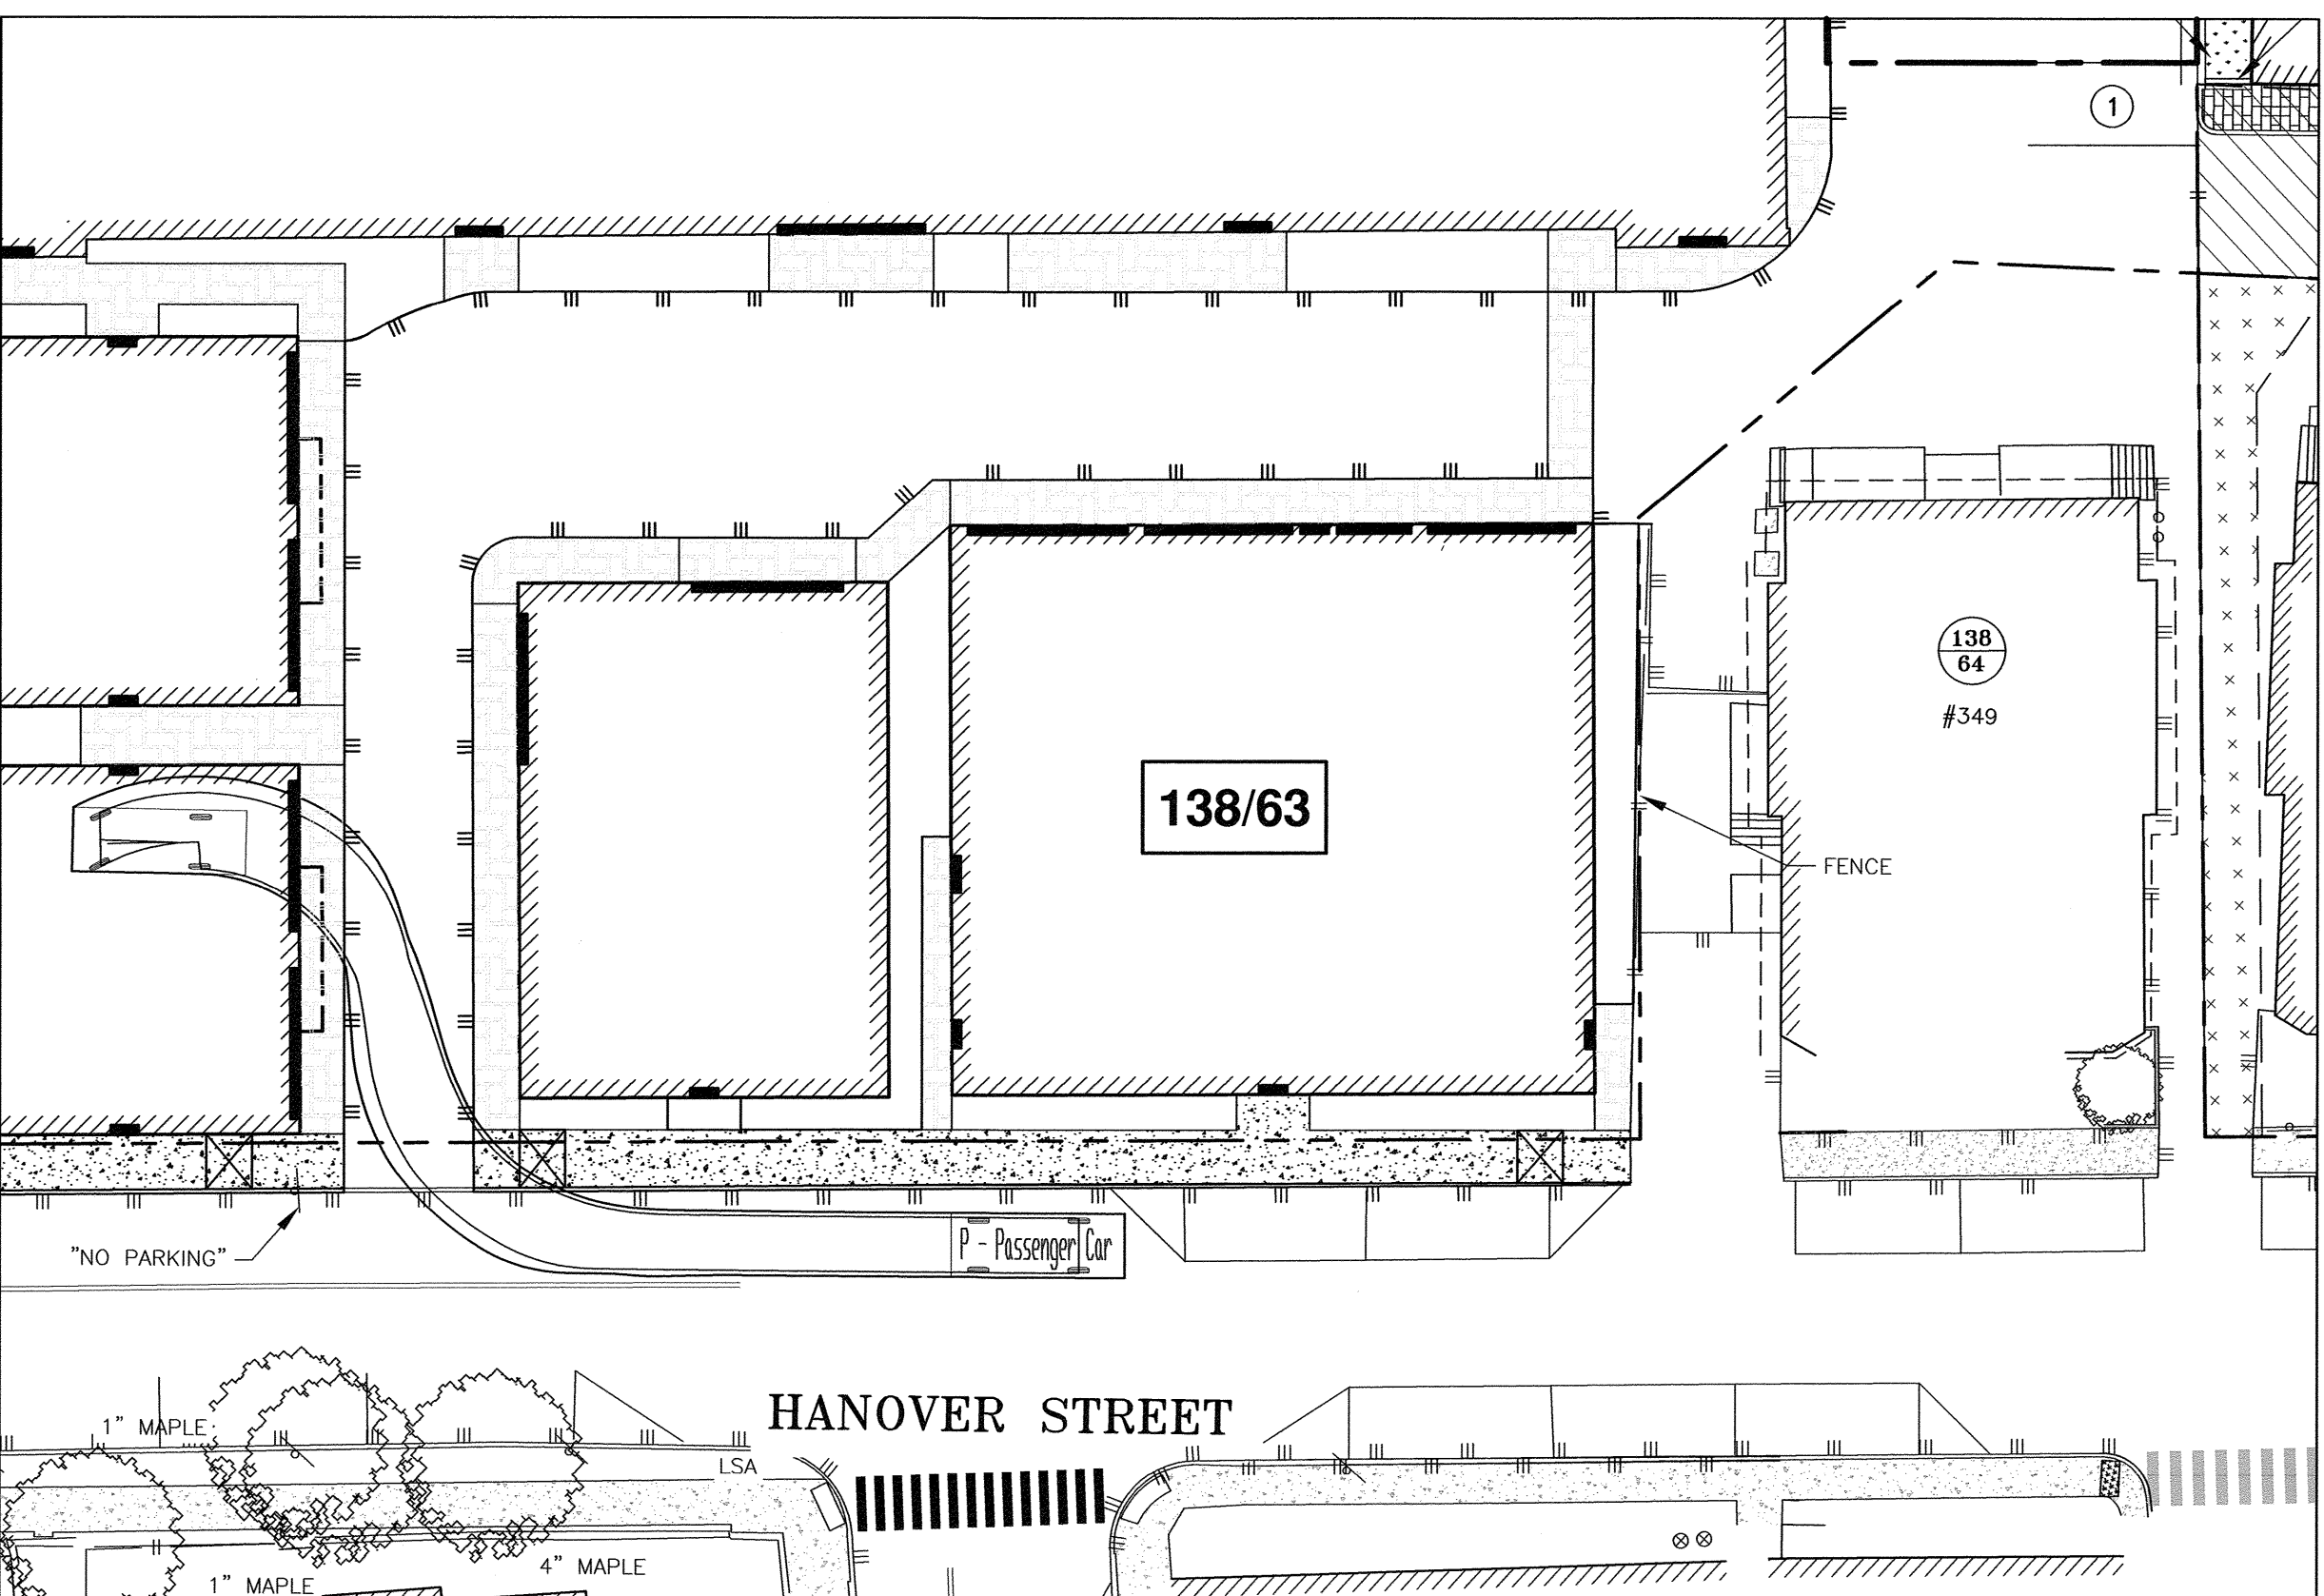 1
138
64
#349
138/63
FENCE
"NO PARKING"
P - Passenger Car
HANOVER STREET
1" MAPLE
LSA
4" MAPLE
1" MAPLE